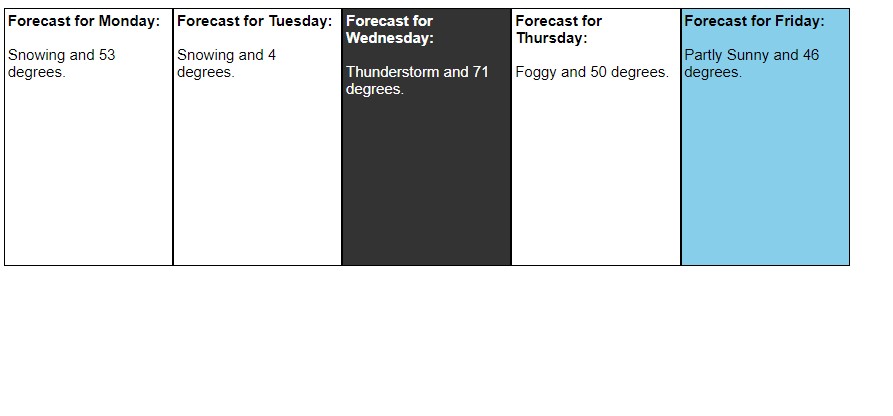 Forecast for Monday:
Snowing and 53
degrees.
Forecast for Tuesday:
Snowing and 4
degrees.
Forecast for
Wednesday:
Thunderstorm and 71
degrees.
Forecast for
Thursday:
Foggy and 50 degrees.
Forecast for Friday:
Partly Sunny and 46
degrees.